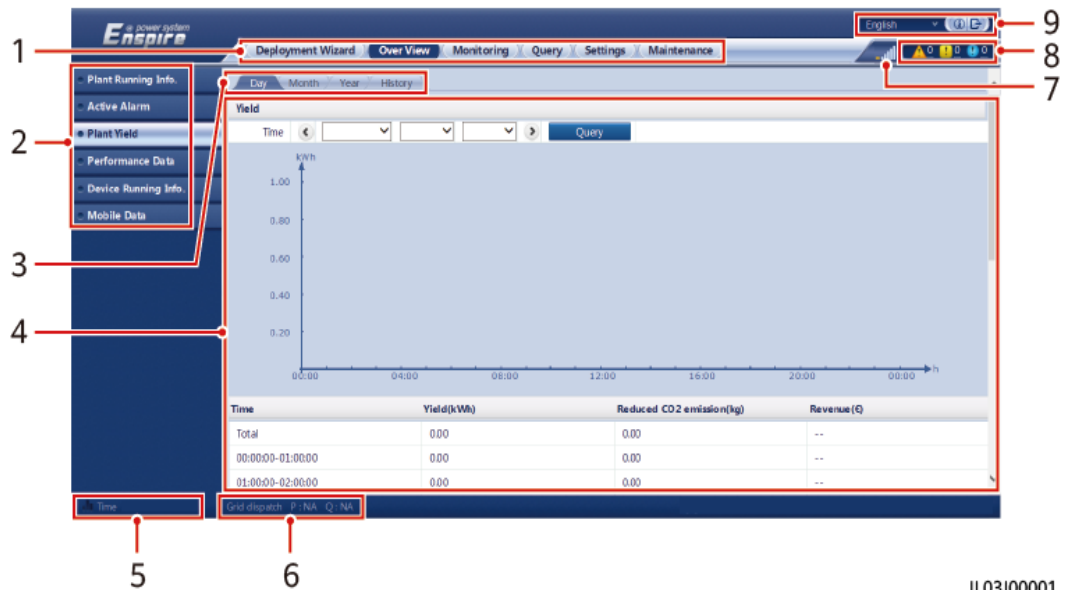 e power system
Enspire
English
9
1
Deployment Wizard Over View Monitoring Query Settings Maintenance
0 0 0
8
7
2
Plant Running Info.
Active Alarm
Plant Yield
Performance Data
Device Running Info.
Mobile Data
Day Month Year History
Yield
Time Query
kWh
1.00
0.80
0.60
0.40
0.20
00:00 04:00 08:00 12:00 16:00 20:00 00:00 h
3
4
Time Yield(kWh) Reduced CO2 emission(kg) Revenue(€)
Total 0.00 0.00 --
00:00:00-01:00:00 0.00 0.00 --
01:00:00-02:00:00 0.00 0.00 --
Time
Grid dispatch P : NA Q : NA
5
6